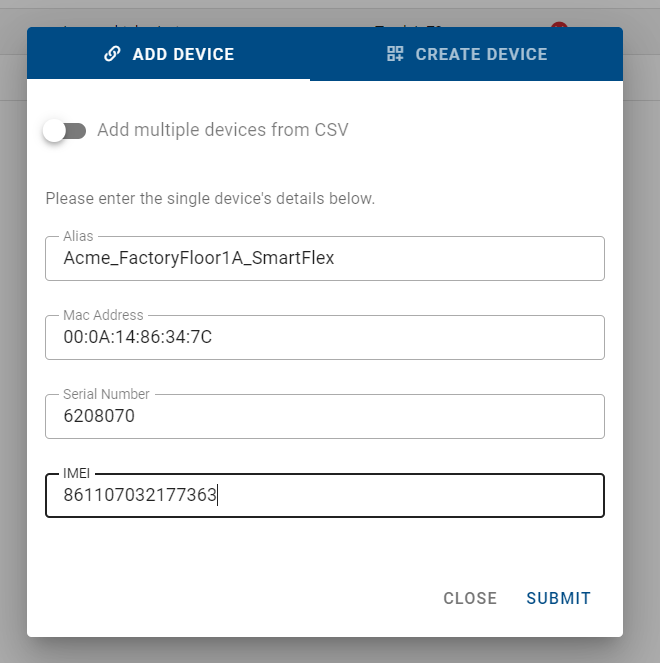 ADD DEVICE
CREATE DEVICE
Add multiple devices from CSV
Please enter the single device's details below.
Alias
Acme_FactoryFloor1A_SmartFlex
Mac Address
00:0A:14:86:34:7C
Serial Number
6208070
IMEI
861107032177363
CLOSE
SUBMIT